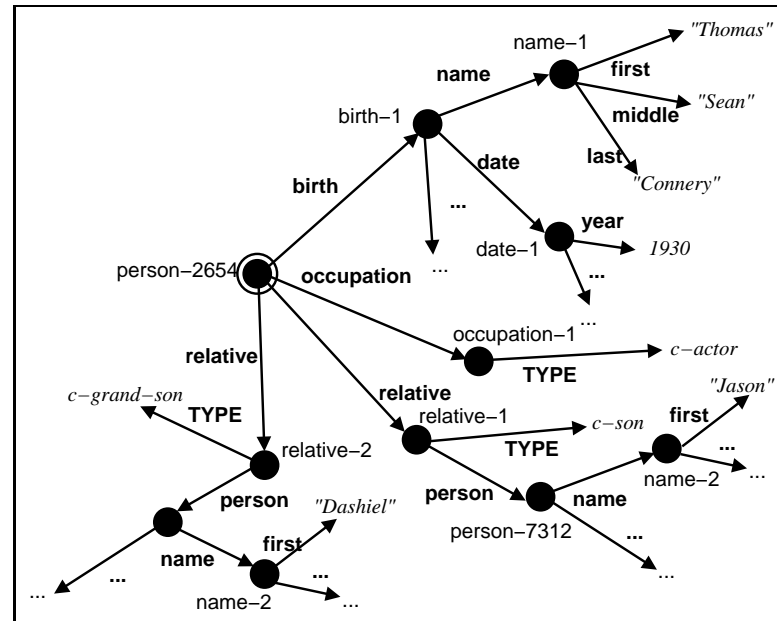 "Thomas"
name−1
first
name
"Sean"
middle
birth−1
last
date
"Connery"
birth
...
year
date−1
1930
person−2654
occupation
...
...
...
occupation−1
c−actor
TYPE
relative
relative
"Jason"
c−grand−son
first
TYPE
relative−1
c−son
TYPE
...
relative−2
name−2
...
person
person
name
"Dashiel"
person−7312
...
first
name
...
...
...
...
name−2
...